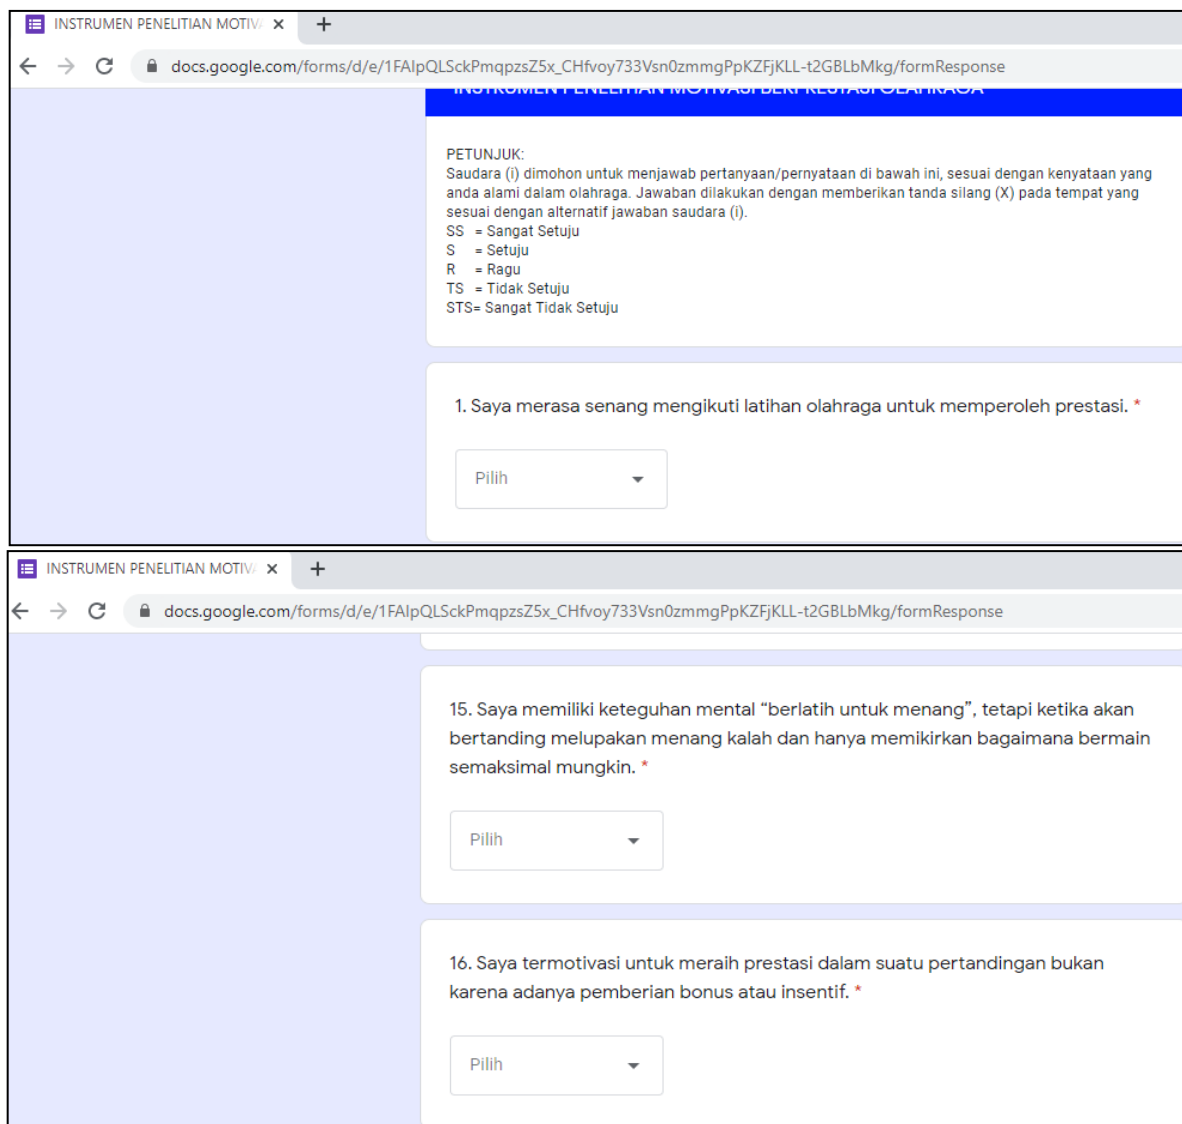 INSTRUMEN PENELITIAN MOTIV
docs.google.com/forms/d/e/1FAIpQLSckPmqpzsZ5x_CHfvoy733Vsn0zmmgPpKZFjKLL-t2GBLbMkg/formResponse
INSTRUMEN PENELITIAN MOTIVASI BERPRESTASI OLAHRAGA
PETUNJUK:
Saudara (i) dimohon untuk menjawab pertanyaan/pernyataan di bawah ini, sesuai dengan kenyataan yang
anda alami dalam olahraga. Jawaban dilakukan dengan memberikan tanda silang (X) pada tempat yang
sesuai dengan alternatif jawaban saudara (i).
SS = Sangat Setuju
S = Setuju
R = Ragu
TS = Tidak Setuju
STS= Sangat Tidak Setuju
1. Saya merasa senang mengikuti latihan olahraga untuk memperoleh prestasi. *
Pilih
INSTRUMEN PENELITIAN MOTIV
docs.google.com/forms/d/e/1FAIpQLSckPmqpzsZ5x_CHfvoy733Vsn0zmmgPpKZFjKLL-t2GBLbMkg/formResponse
15. Saya memiliki keteguhan mental “berlatih untuk menang”, tetapi ketika akan
bertanding melupakan menang kalah dan hanya memikirkan bagaimana bermain
semaksimal mungkin. *
Pilih
16. Saya termotivasi untuk meraih prestasi dalam suatu pertandingan bukan
karena adanya pemberian bonus atau insentif. *
Pilih